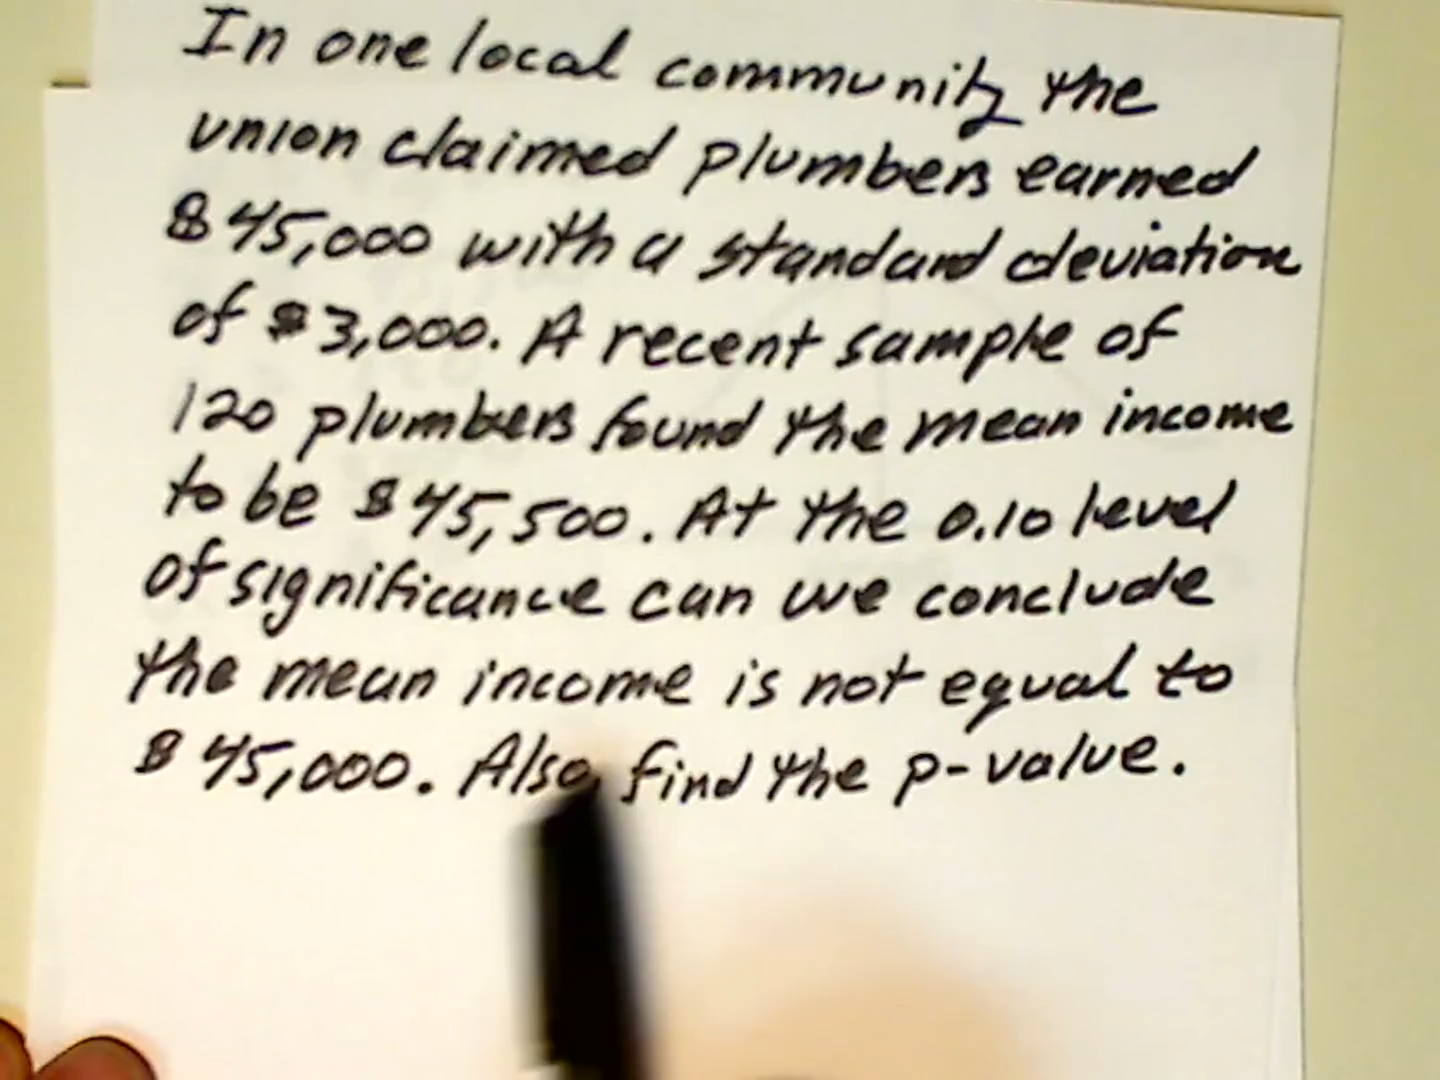 In one local community the
union claimed plumbers earned
$45,000 with a standard deviation
of $3,000. A recent sample of
120 plumbers found the mean income
to be $45,500. At the 0.10 level
of significance can we conclude
the mean income is not equal to
$45,000. Also find the p-value.